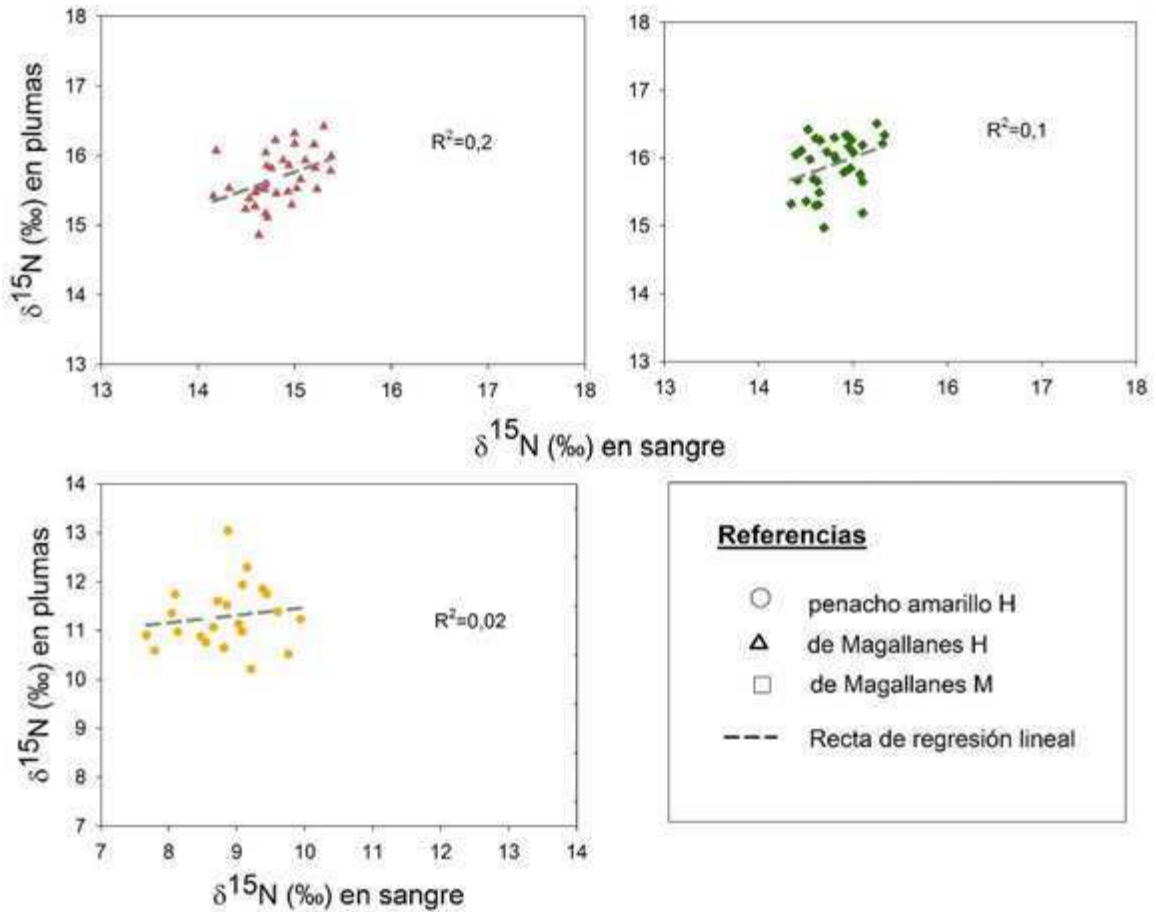 δ15N (‰) en plumas
18
17
16
15
14
13
13 14 15 16 17 18
R2=0,2
18
17
16
15
14
13
13 14 15 16 17 18
R2=0,1
δ15N (‰) en sangre
δ15N (‰) en plumas
14
13
12
11
10
9
8
7
7 8 9 10 11 12 13 14
R2=0,02
δ15N (‰) en sangre
Referencias
penacho amarillo H
de Magallanes H
de Magallanes M
Recta de regresión lineal